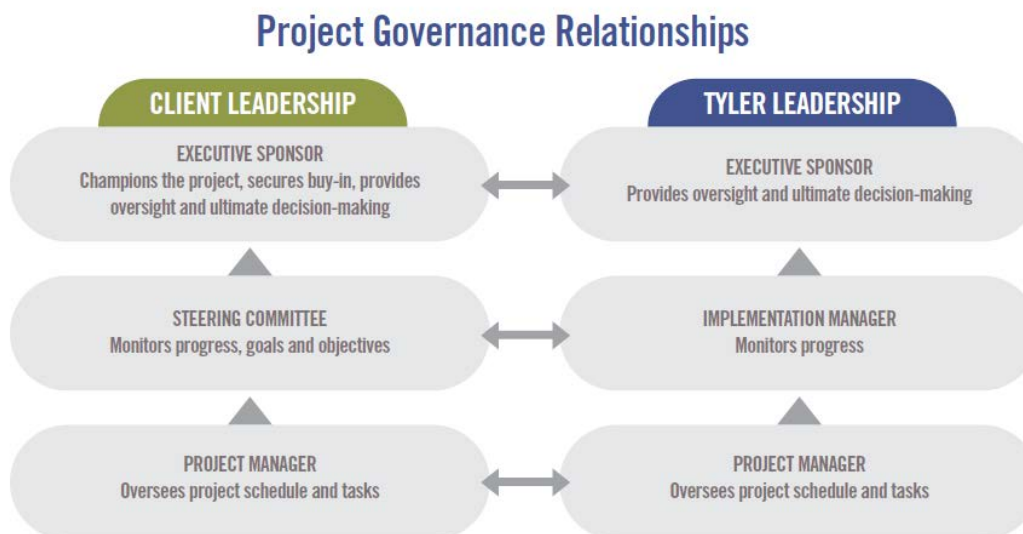 Project Governance Relationships
CLIENT LEADERSHIP
EXECUTIVE SPONSOR
Champions the project, secures buy-in, provides
oversight and ultimate decision-making
STEERING COMMITTEE
Monitors progress, goals and objectives
PROJECT MANAGER
Oversees project schedule and tasks
TYLER LEADERSHIP
EXECUTIVE SPONSOR
Provides oversight and ultimate decision-making
IMPLEMENTATION MANAGER
Monitors progress
PROJECT MANAGER
Oversees project schedule and tasks